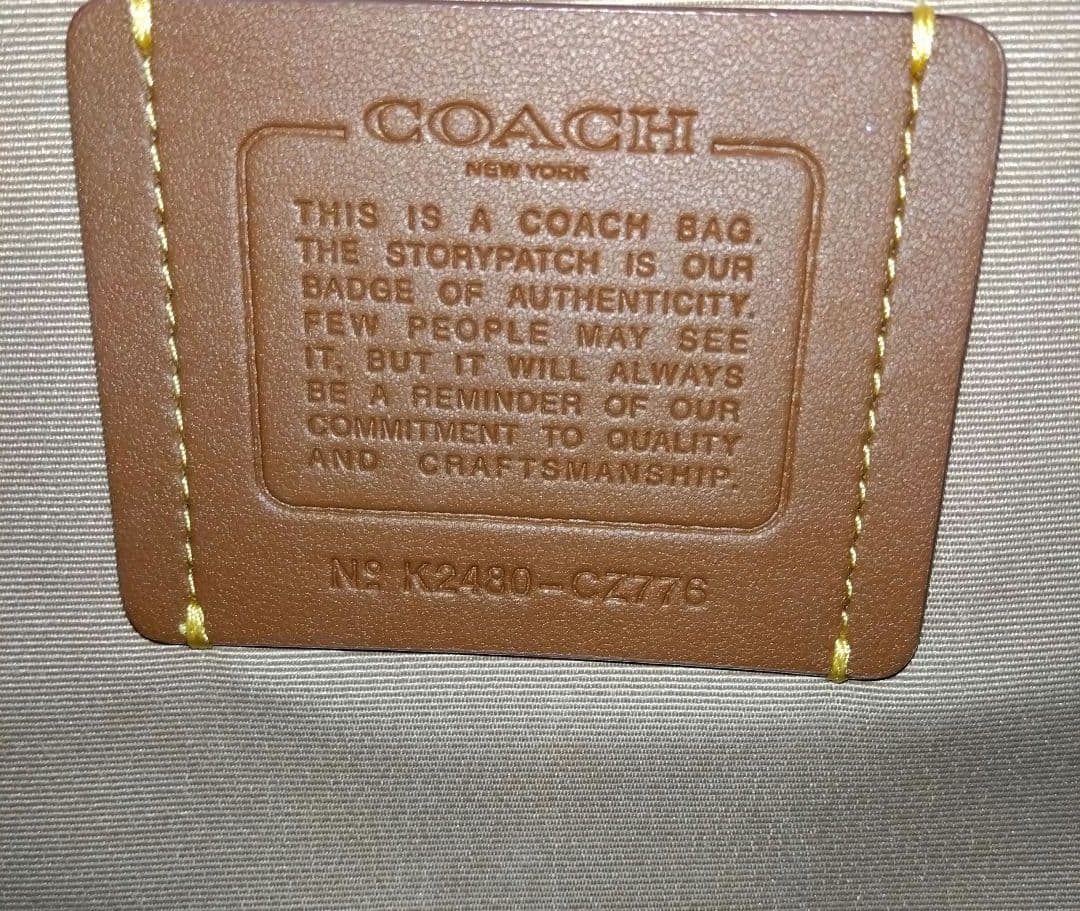 COACH
NEW YORK
THIS IS A COACH BAG.
THE STORYPATCH IS OUR
BADGE OF AUTHENTICITY.
FEW PEOPLE MAY SEE
IT. BUT IT WILL ALWAYS
BE A REMINDER OF OUR
COMMITMENT TO QUALITY
AND CRAFTSMANSHIP.
Nº K2480-CZ776